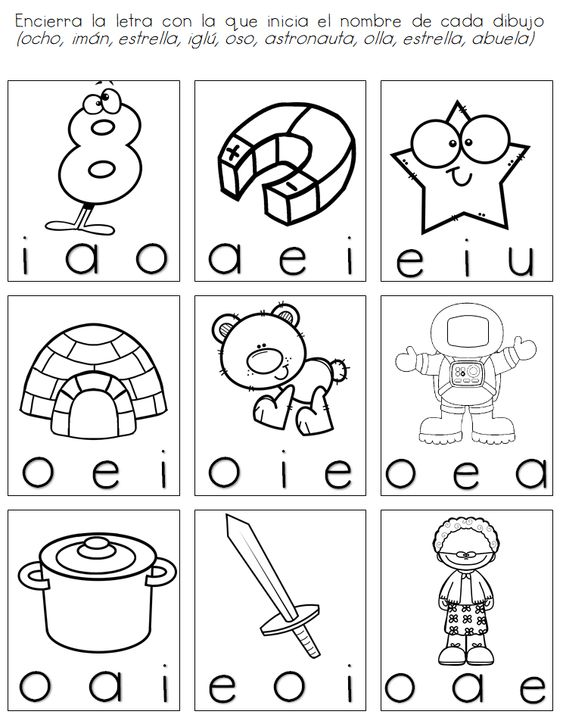 Encierra la letra con la que inicia el nombre de cada dibujo
(ocho, imán, estrella, iglú, oso, astronauta, olla, estrella, abuela)
8
+
-
i a o
a e i
e i u
o e i
o i e
o e a
o a i
e o i
o a e